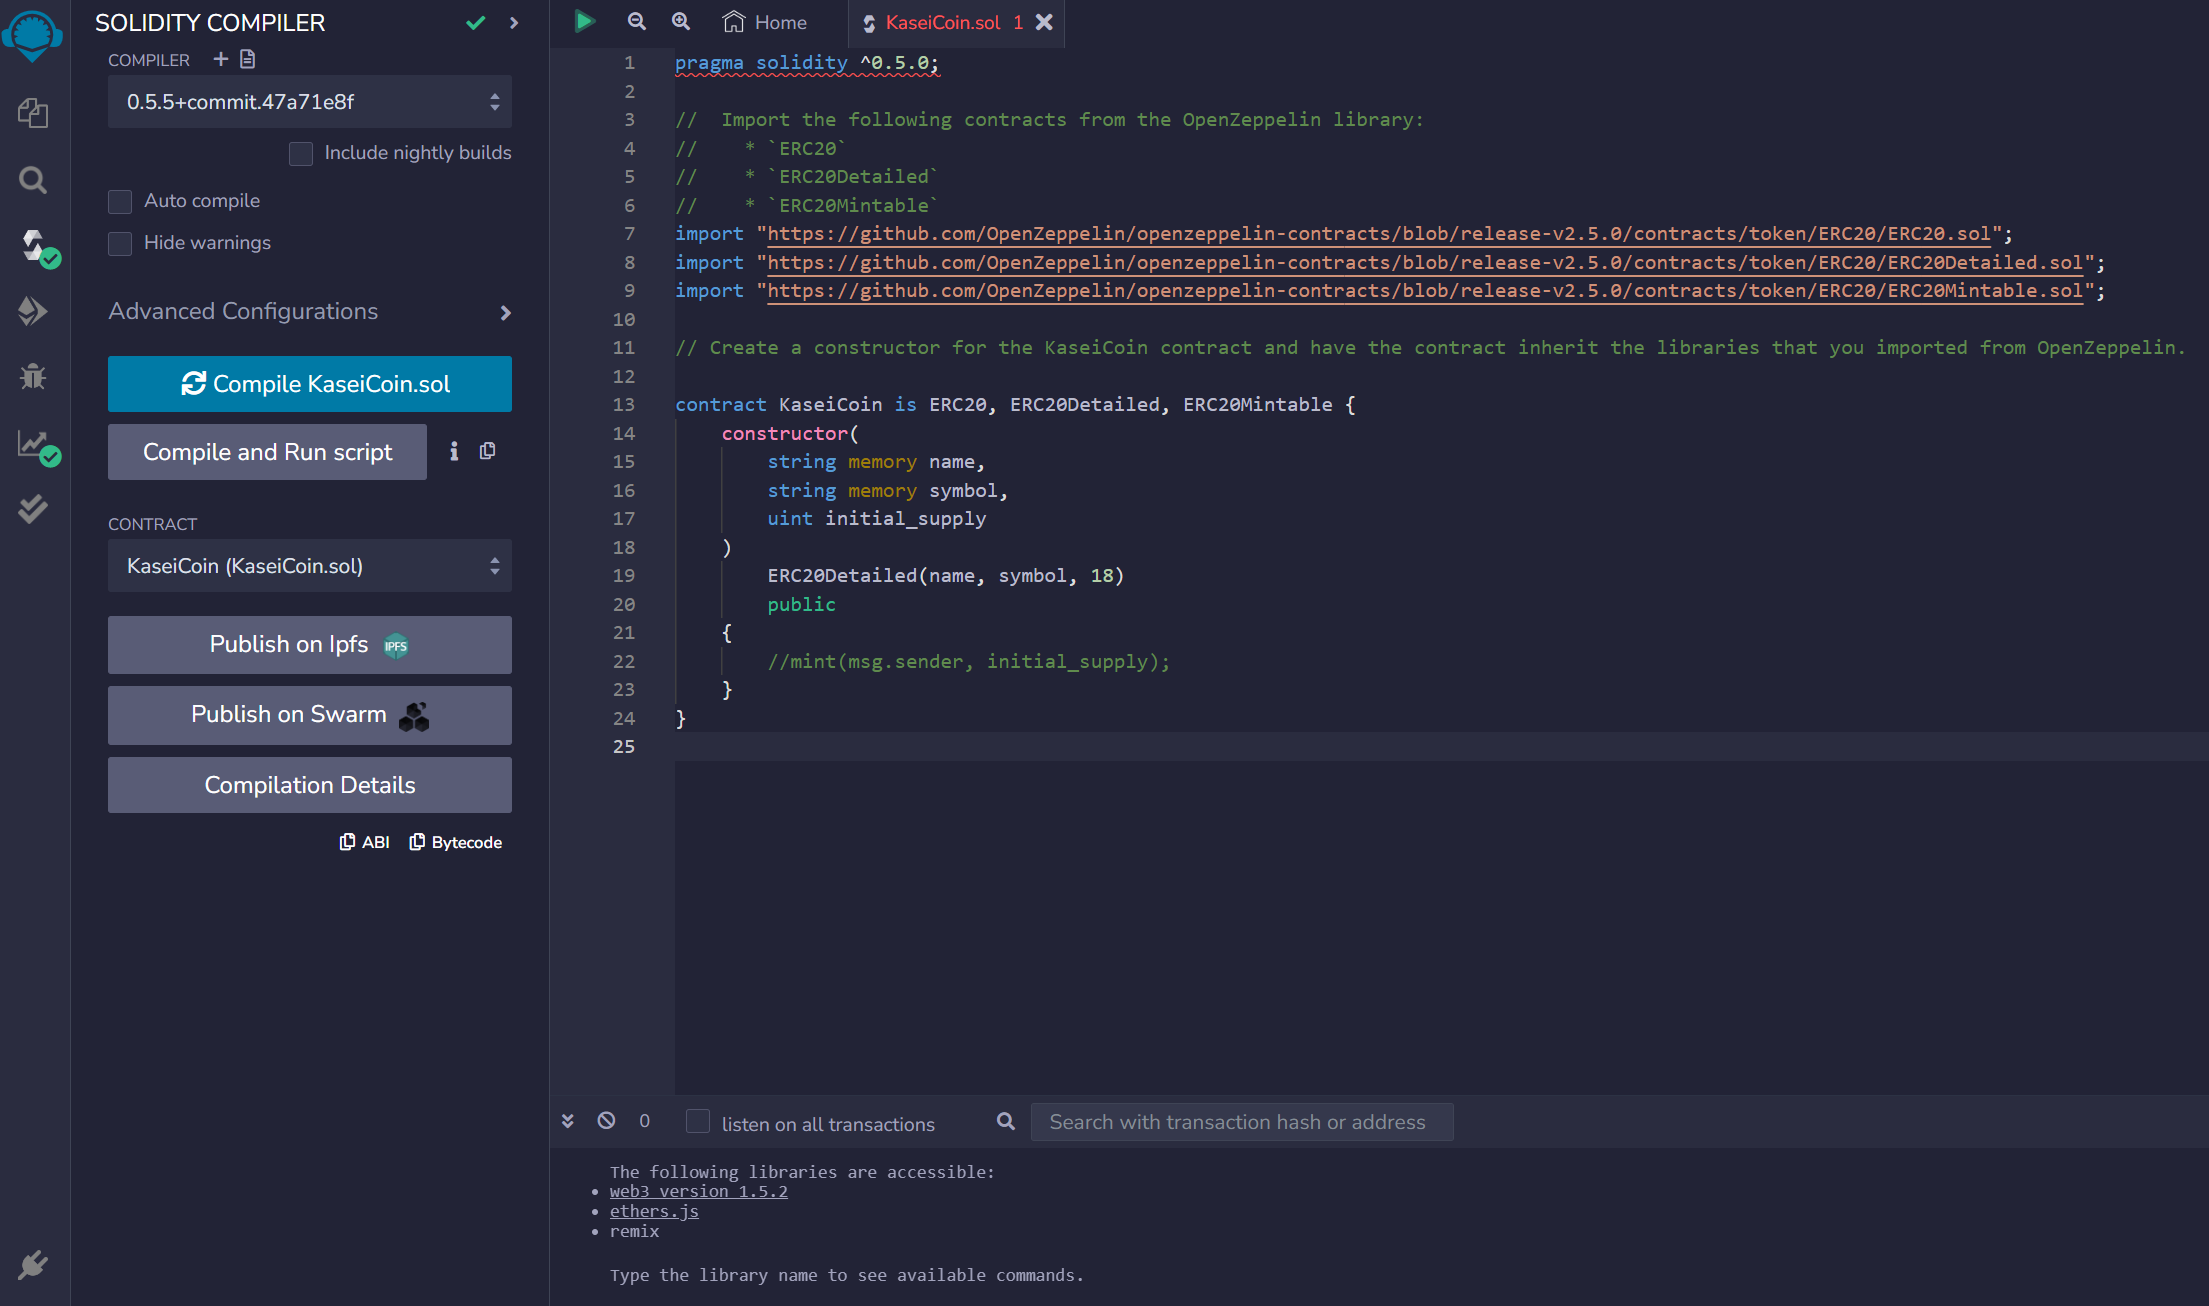 SOLIDITY COMPILER
COMPILER
0.5.5+commit.47a71e8f
Include nightly builds
Auto compile
Hide warnings
Advanced Configurations
Compile KaseiCoin.sol
Compile and Run script
CONTRACT
KaseiCoin (KaseiCoin.sol)
Publish on Ipfs IPFS
Publish on Swarm
Compilation Details
ABI Bytecode
Home KaseiCoin.sol 1
1 pragma solidity ^0.5.0;
2
3 //  Import the following contracts from the OpenZeppelin library:
4 //    * `ERC20`
5 //    * `ERC20Detailed`
6 //    * `ERC20Mintable`
7 import "https://github.com/OpenZeppelin/openzeppelin-contracts/blob/release-v2.5.0/contracts/token/ERC20/ERC20.sol";
8 import "https://github.com/OpenZeppelin/openzeppelin-contracts/blob/release-v2.5.0/contracts/token/ERC20/ERC20Detailed.sol";
9 import "https://github.com/OpenZeppelin/openzeppelin-contracts/blob/release-v2.5.0/contracts/token/ERC20/ERC20Mintable.sol";
10
11 // Create a constructor for the KaseiCoin contract and have the contract inherit the libraries that you imported from OpenZeppelin.
12
13 contract KaseiCoin is ERC20, ERC20Detailed, ERC20Mintable {
14     constructor(
15         string memory name,
16         string memory symbol,
17         uint initial_supply
18     )
19         ERC20Detailed(name, symbol, 18)
20         public
21     {
22         //mint(msg.sender, initial_supply);
23     }
24 }
25
0 listen on all transactions Search with transaction hash or address
The following libraries are accessible:
• web3 version 1.5.2
• ethers.js
• remix
Type the library name to see available commands.